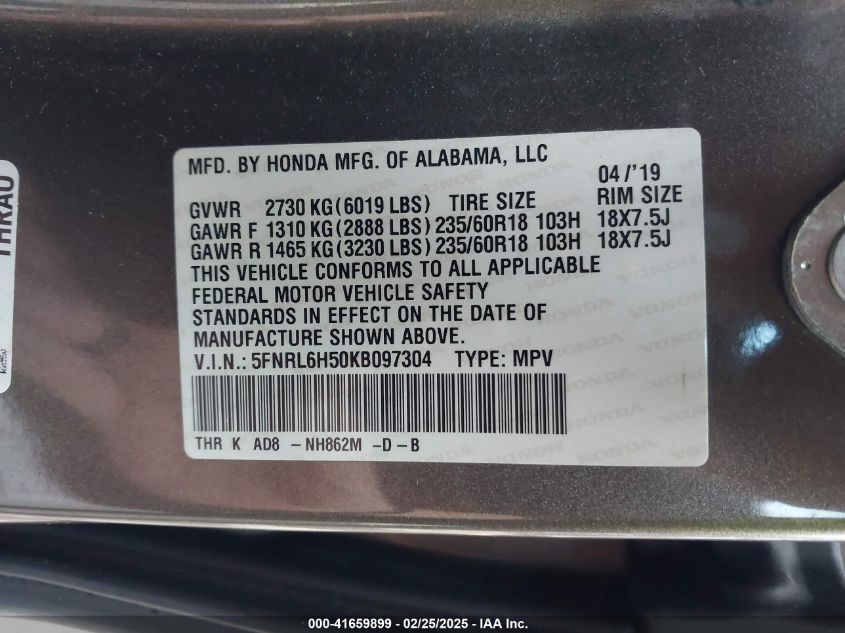 MFD. BY HONDA MFG. OF ALABAMA, LLC
04/'19
GVWR 2730 KG(6019 LBS) TIRE SIZE RIM SIZE
GAWR F 1310 KG(2888 LBS) 235/60R18 103H 18X7.5J
GAWR R 1465 KG(3230 LBS) 235/60R18 103H 18X7.5J
THIS VEHICLE CONFORMS TO ALL APPLICABLE
FEDERAL MOTOR VEHICLE SAFETY
STANDARDS IN EFFECT ON THE DATE OF
MANUFACTURE SHOWN ABOVE.
V.I.N.: 5FNRL6H50KB097304 TYPE: MPV
THR K AD8 - NH862M -D-B
THRAO
000-41659899 - 02/25/2025 - IAA Inc.